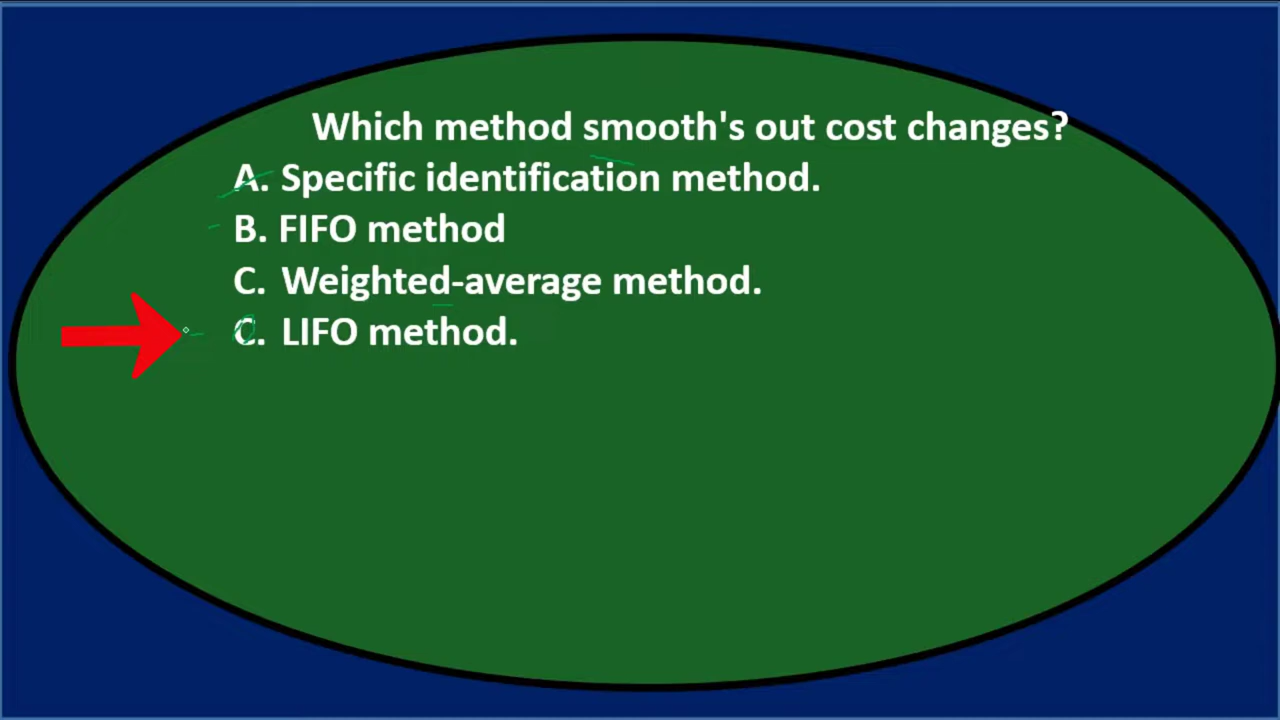 Which method smooth's out cost changes?
A. Specific identification method.
B. FIFO method
C. Weighted-average method.
C. LIFO method.